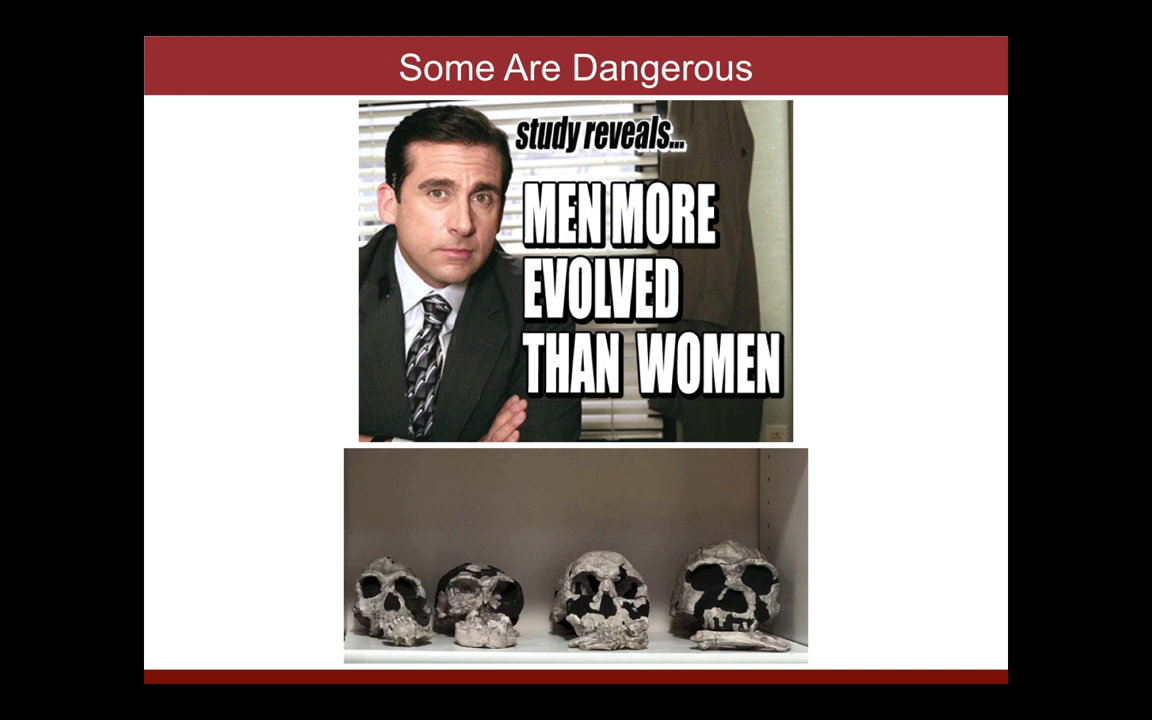 Some Are Dangerous
study reveals...
MEN MORE
EVOLVED
THAN WOMEN